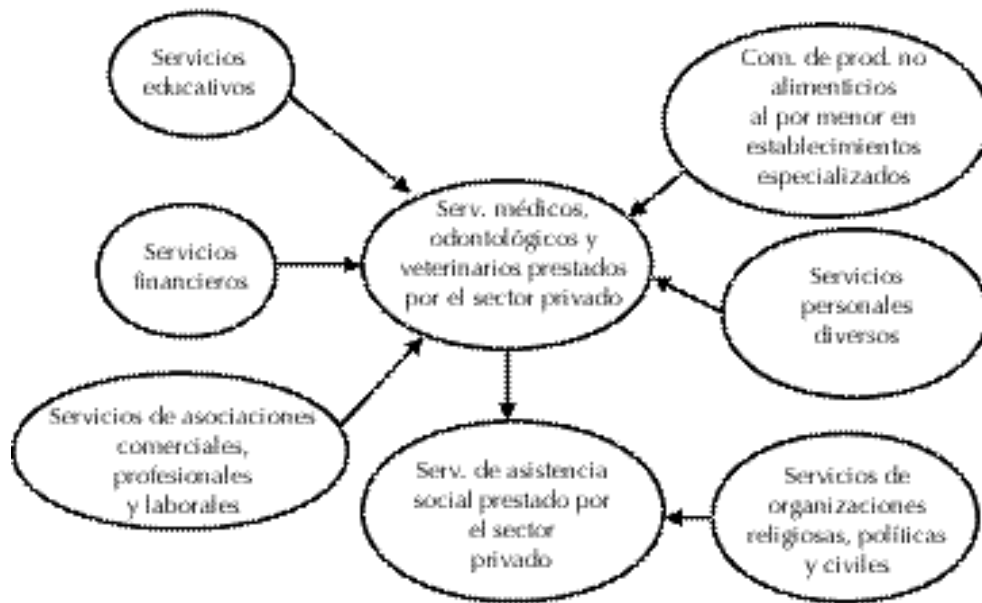 Servicios
educativos
Com. de prod. no
alimenticios
al por menor en
establecimientos
especializados
Serv. médicos,
odontológicos y
veterinarios prestados
por el sector privado
Servicios
financieros
Servicios
personales
diversos
Servicios de asociaciones
comerciales,
profesionales
y laborales
Serv. de asistencia
social prestado por
el sector
privado
Servicios de
organizaciones
religiosas, políticas
y civiles